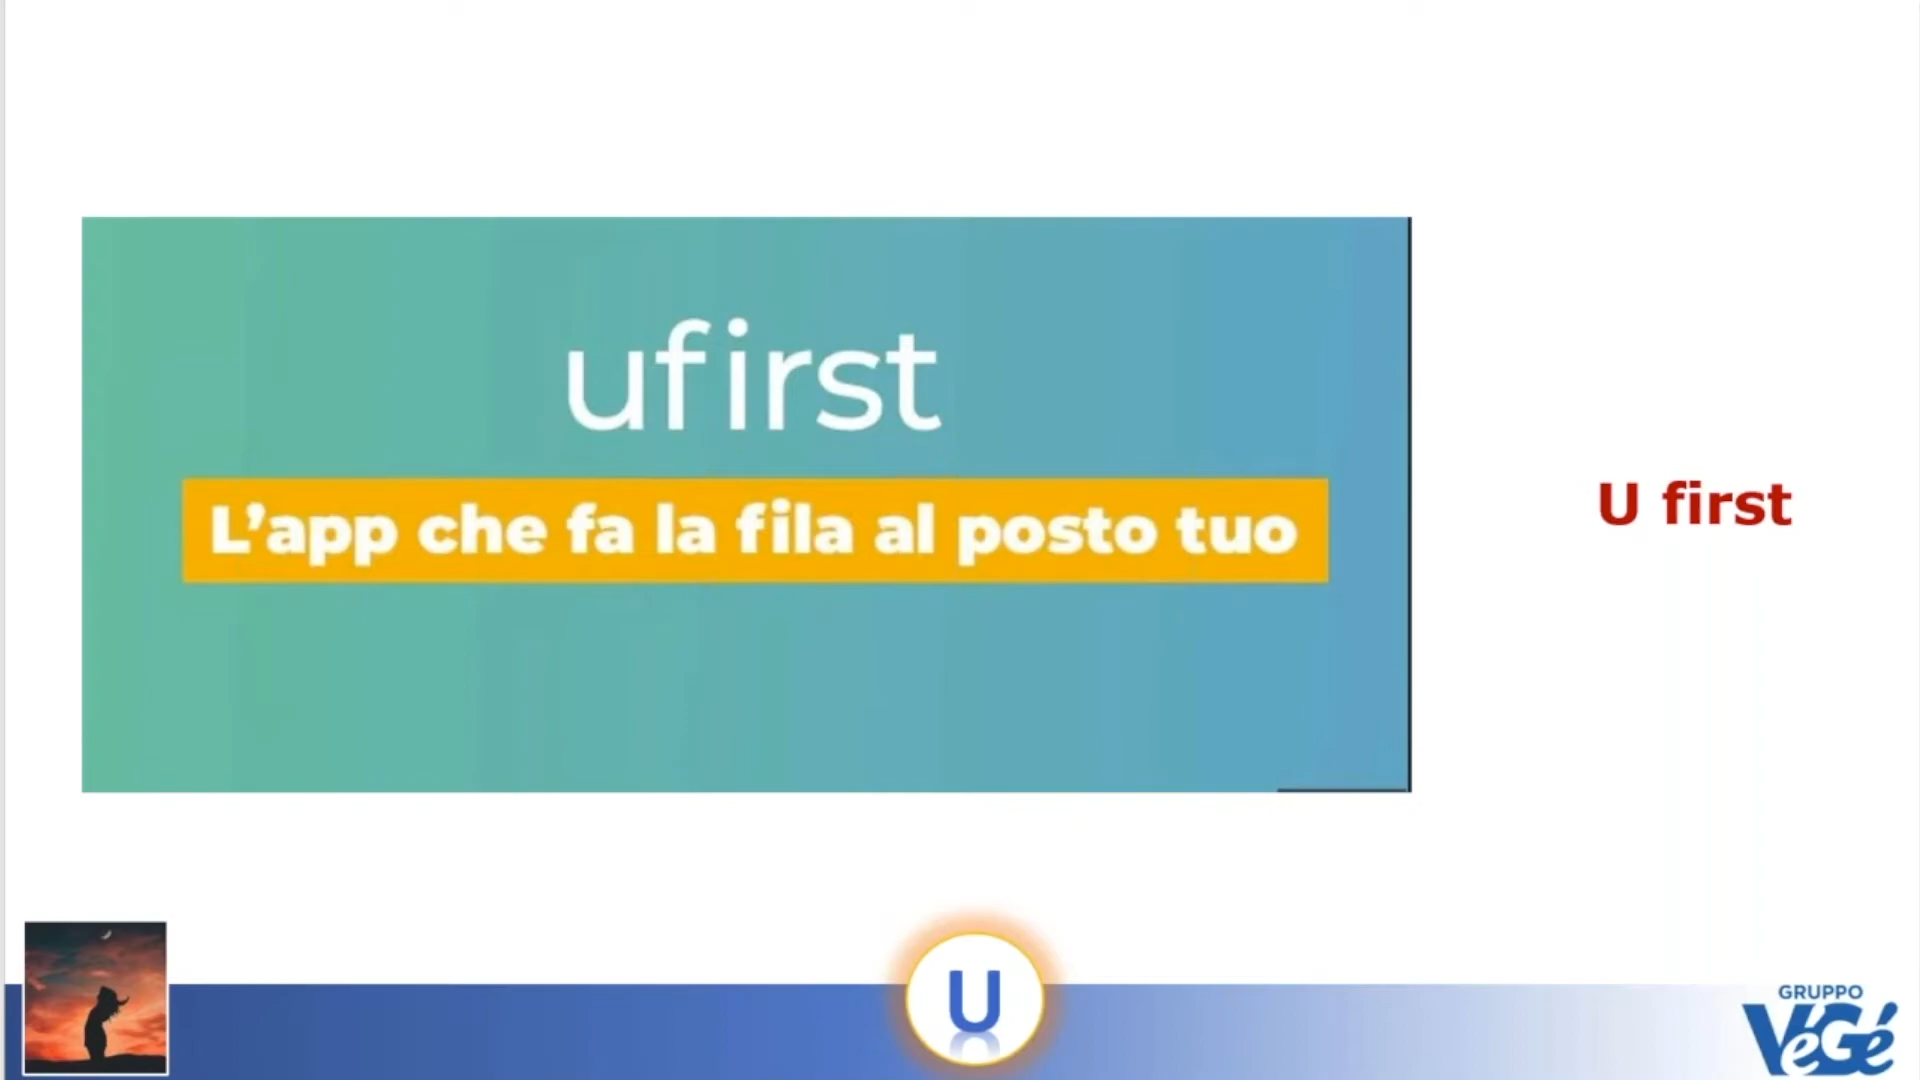 ufirst
L'app che fa la fila al posto tuo
U first
U
GRUPPO
VéGé